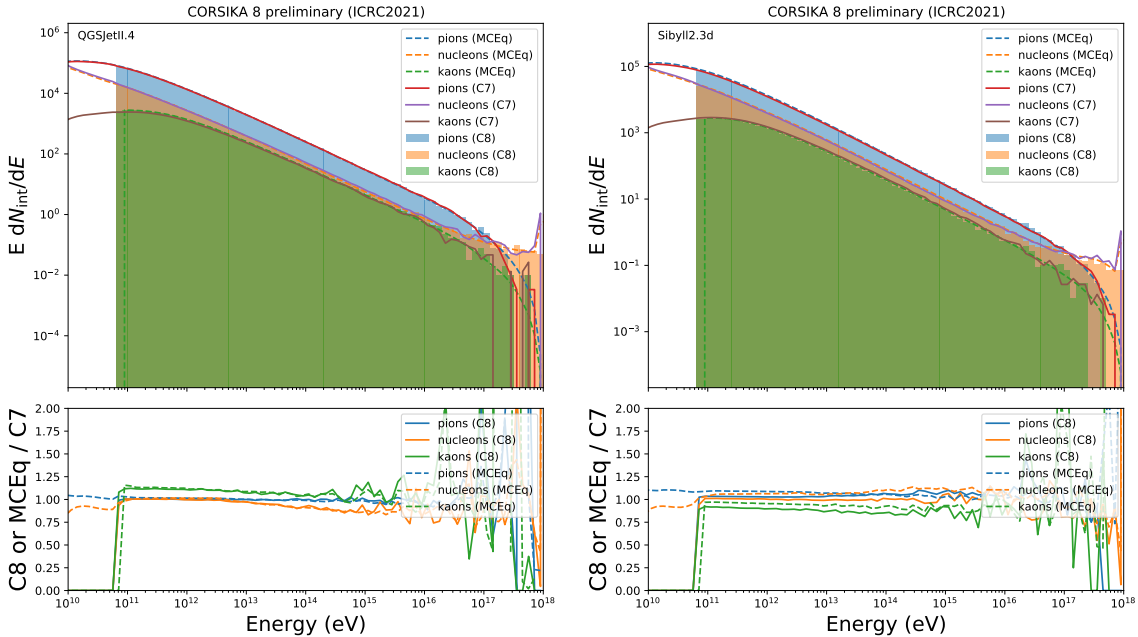 CORSIKA 8 preliminary (ICRC2021)
QGSJetII.4
pions (MCEq)
nucleons (MCEq)
kaons (MCEq)
pions (C7)
nucleons (C7)
kaons (C7)
pions (C8)
nucleons (C8)
kaons (C8)
10^6
10^4
10^2
10^0
10^-2
10^-4
E dN_int/dE
2.00
1.75
1.50
1.25
1.00
0.75
0.50
0.25
0.00
C8 or MCEq / C7
pions (C8)
nucleons (C8)
kaons (C8)
pions (MCEq)
nucleons (MCEq)
kaons (MCEq)
10^10 10^11 10^12 10^13 10^14 10^15 10^16 10^17 10^18
Energy (eV)
CORSIKA 8 preliminary (ICRC2021)
Sibyll2.3d
pions (MCEq)
nucleons (MCEq)
kaons (MCEq)
pions (C7)
nucleons (C7)
kaons (C7)
pions (C8)
nucleons (C8)
kaons (C8)
10^5
10^3
10^1
10^-1
10^-3
E dN_int/dE
2.00
1.75
1.50
1.25
1.00
0.75
0.50
0.25
0.00
C8 or MCEq / C7
pions (C8)
nucleons (C8)
kaons (C8)
pions (MCEq)
nucleons (MCEq)
kaons (MCEq)
10^10 10^11 10^12 10^13 10^14 10^15 10^16 10^17 10^18
Energy (eV)